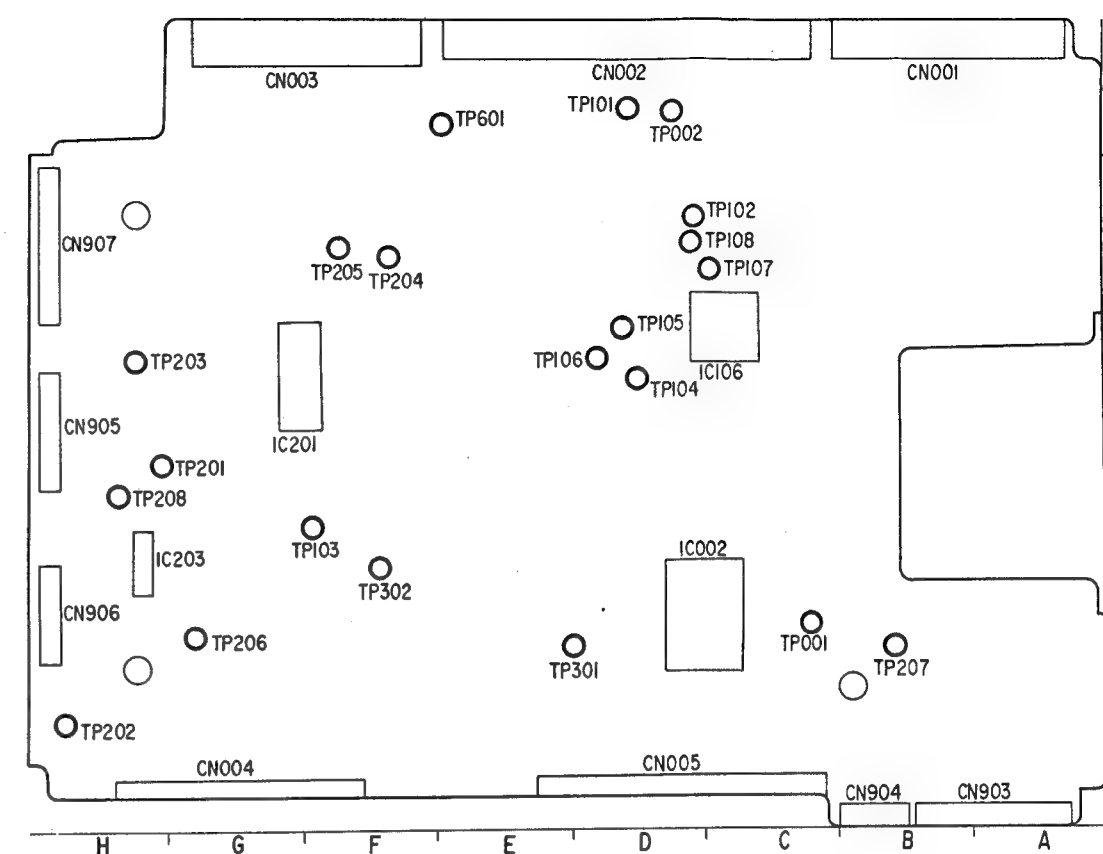 CN003
CN002
CN001
TP601
TP101
TP002
TP102
TP108
TP107
CN907
TP205
TP204
TP105
TP203
TP106
TP104
IC106
CN905
IC201
TP201
TP208
TP103
IC203
IC002
TP302
CN906
TP206
TP301
TP001
TP207
TP202
CN004
CN005
CN904
CN903
H G F E D C B A